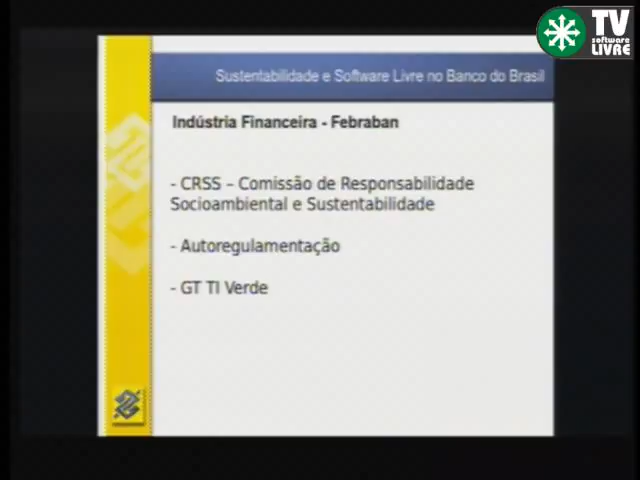 TV
software
LIVRE
Sustentabilidade e Software Livre no Banco do Brasil
Indústria Financeira - Febraban
- CRSS – Comissão de Responsabilidade
Socioambiental e Sustentabilidade
- Autoregulamentação
- GT TI Verde